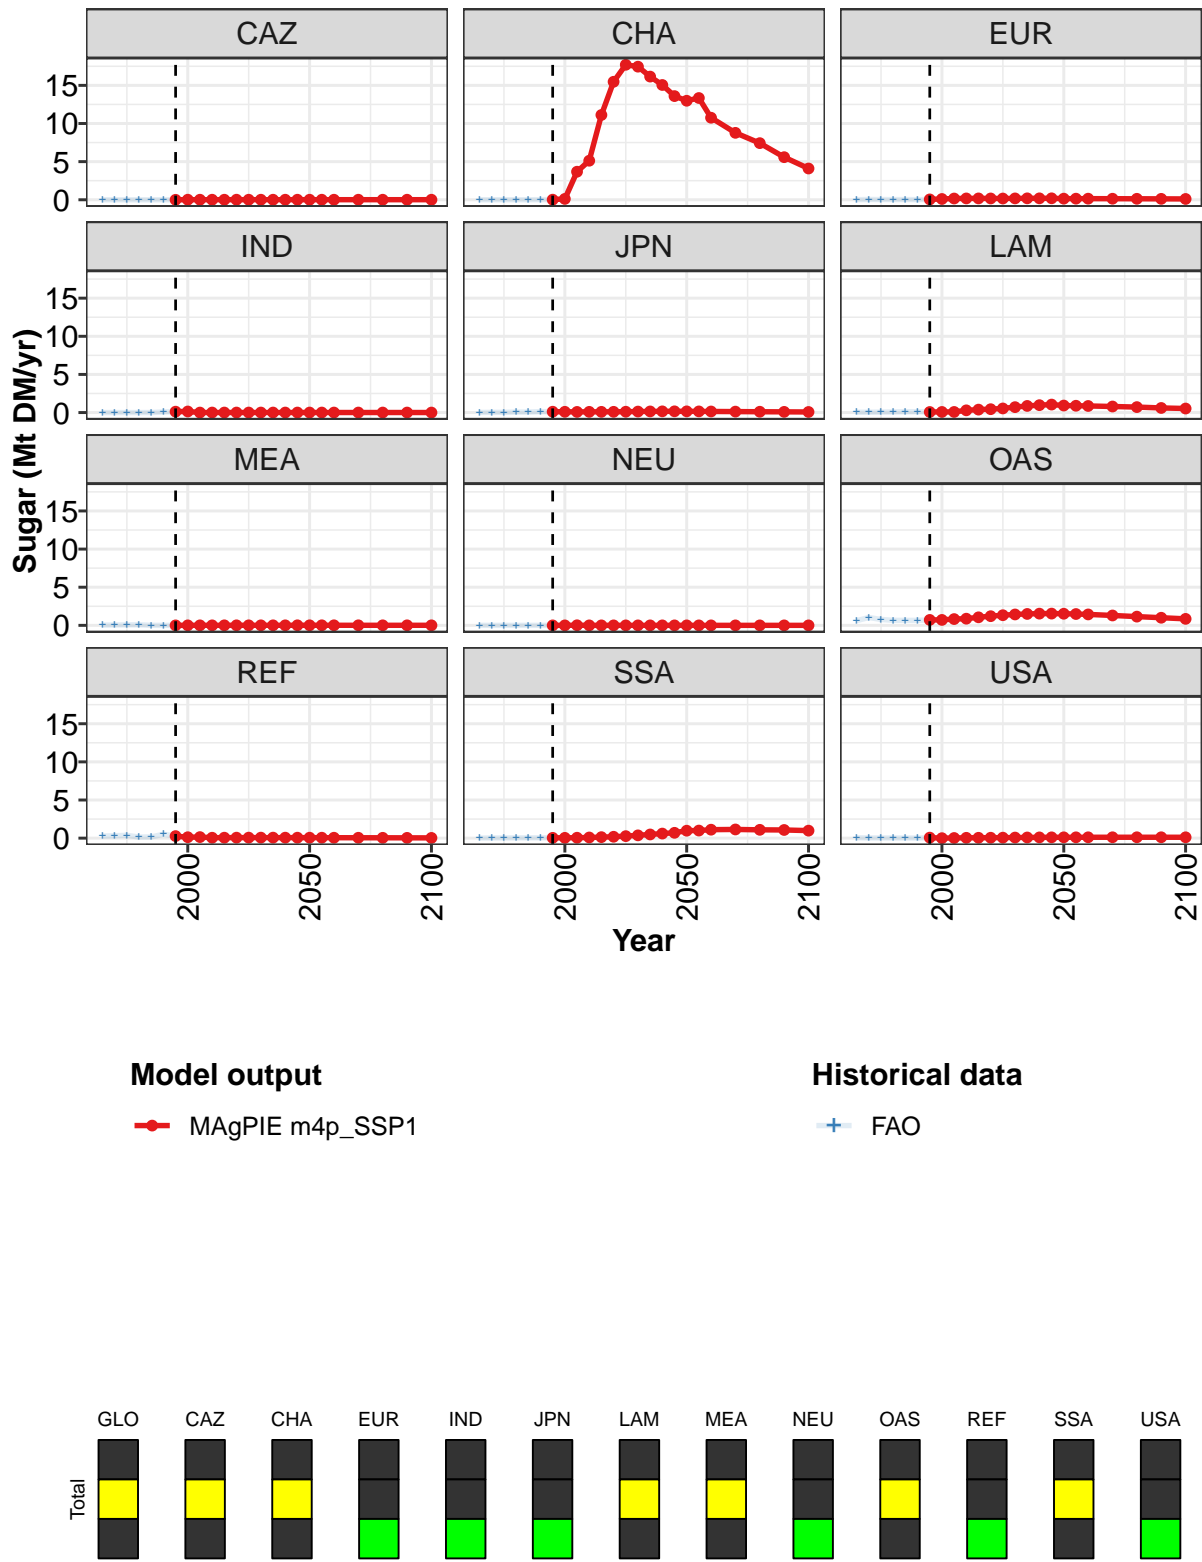 CAZ CHA EUR
15
10
5
0
IND JPN LAM
15
10
5
0
MEA NEU OAS
15
10
5
0
REF SSA USA
15
10
5
0
Sugar (Mt DM/yr)
2000 2050 2100 2000 2050 2100 2000 2050 2100
Year
Model output
MAgPIE m4p_SSP1
Historical data
FAO
GLO CAZ CHA EUR IND JPN LAM MEA NEU OAS REF SSA USA
Total